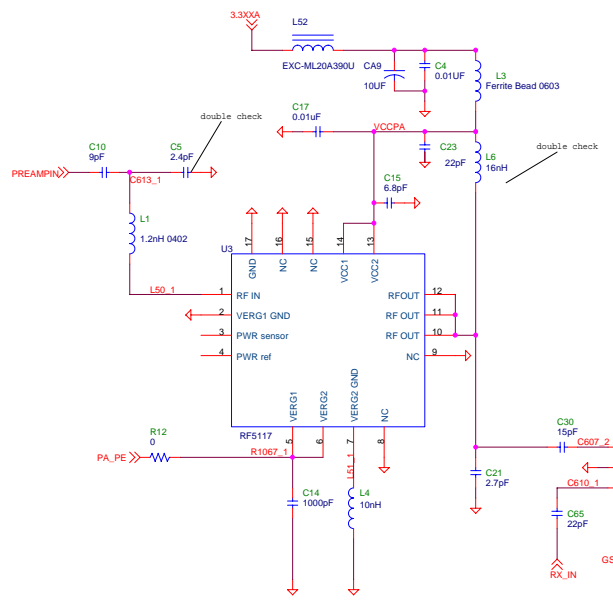 3.3XXA
L52
EXC-ML20A390U
CA9
10UF
C4
0.01UF
L3
Ferrite Bead 0603
C17
0.01uF
VCCPA
C23
22pF
L6
16nH
double check
double check
C10
9pF
C5
2.4pF
PREAMPIN
C613_1
C15
6.8pF
L1
1.2nH 0402
U3
17
16
15
14
13
GND
NC
NC
VCC1
VCC2
L50_1
1
RF IN
RFOUT
12
2
VERG1 GND
RF OUT
11
3
PWR sensor
RF OUT
10
4
PWR ref
NC
9
VERG1
VERG2
VERG2 GND
NC
RF5117
5
6
7
8
R12
0
PA_PE
R1067_1
L51_1
C14
1000pF
L4
10nH
C30
15pF
C607_2
C21
2.7pF
C610_1
C65
22pF
RX_IN
GS